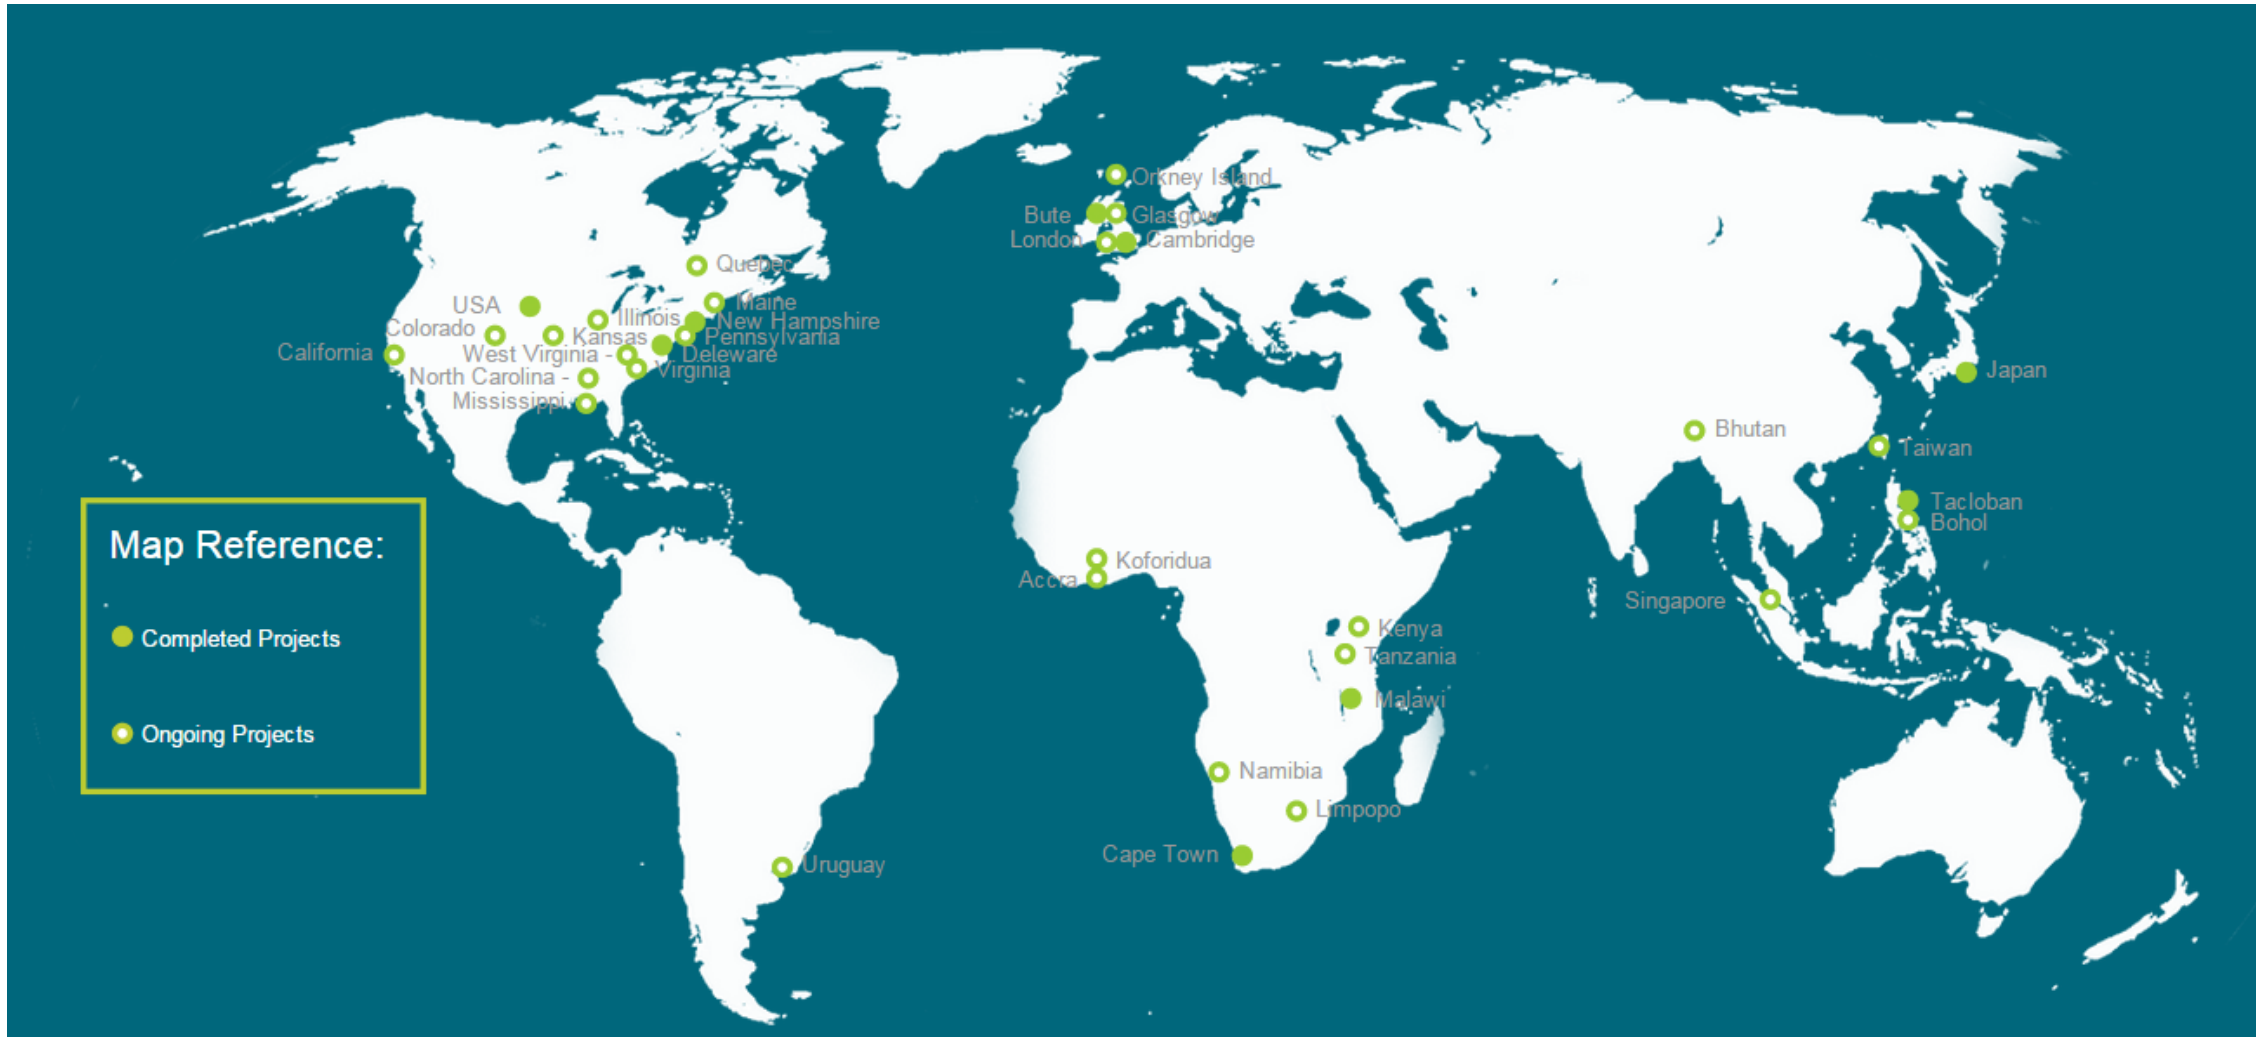 Orkney Island
Bute
Glasgow
London
Cambridge
Quebec
USA
Maine
Illinois
New Hampshire
Colorado
Kansas
Pennsylvania
California
West Virginia -
Deleware
Virginia
North Carolina -
Mississippi
Japan
Bhutan
Taiwan
Tacloban
Bohol
Map Reference:
Koforidua
Accra
Singapore
Kenya
Completed Projects
Tanzania
Malawi
Ongoing Projects
Namibia
Limpopo
Cape Town
Uruguay